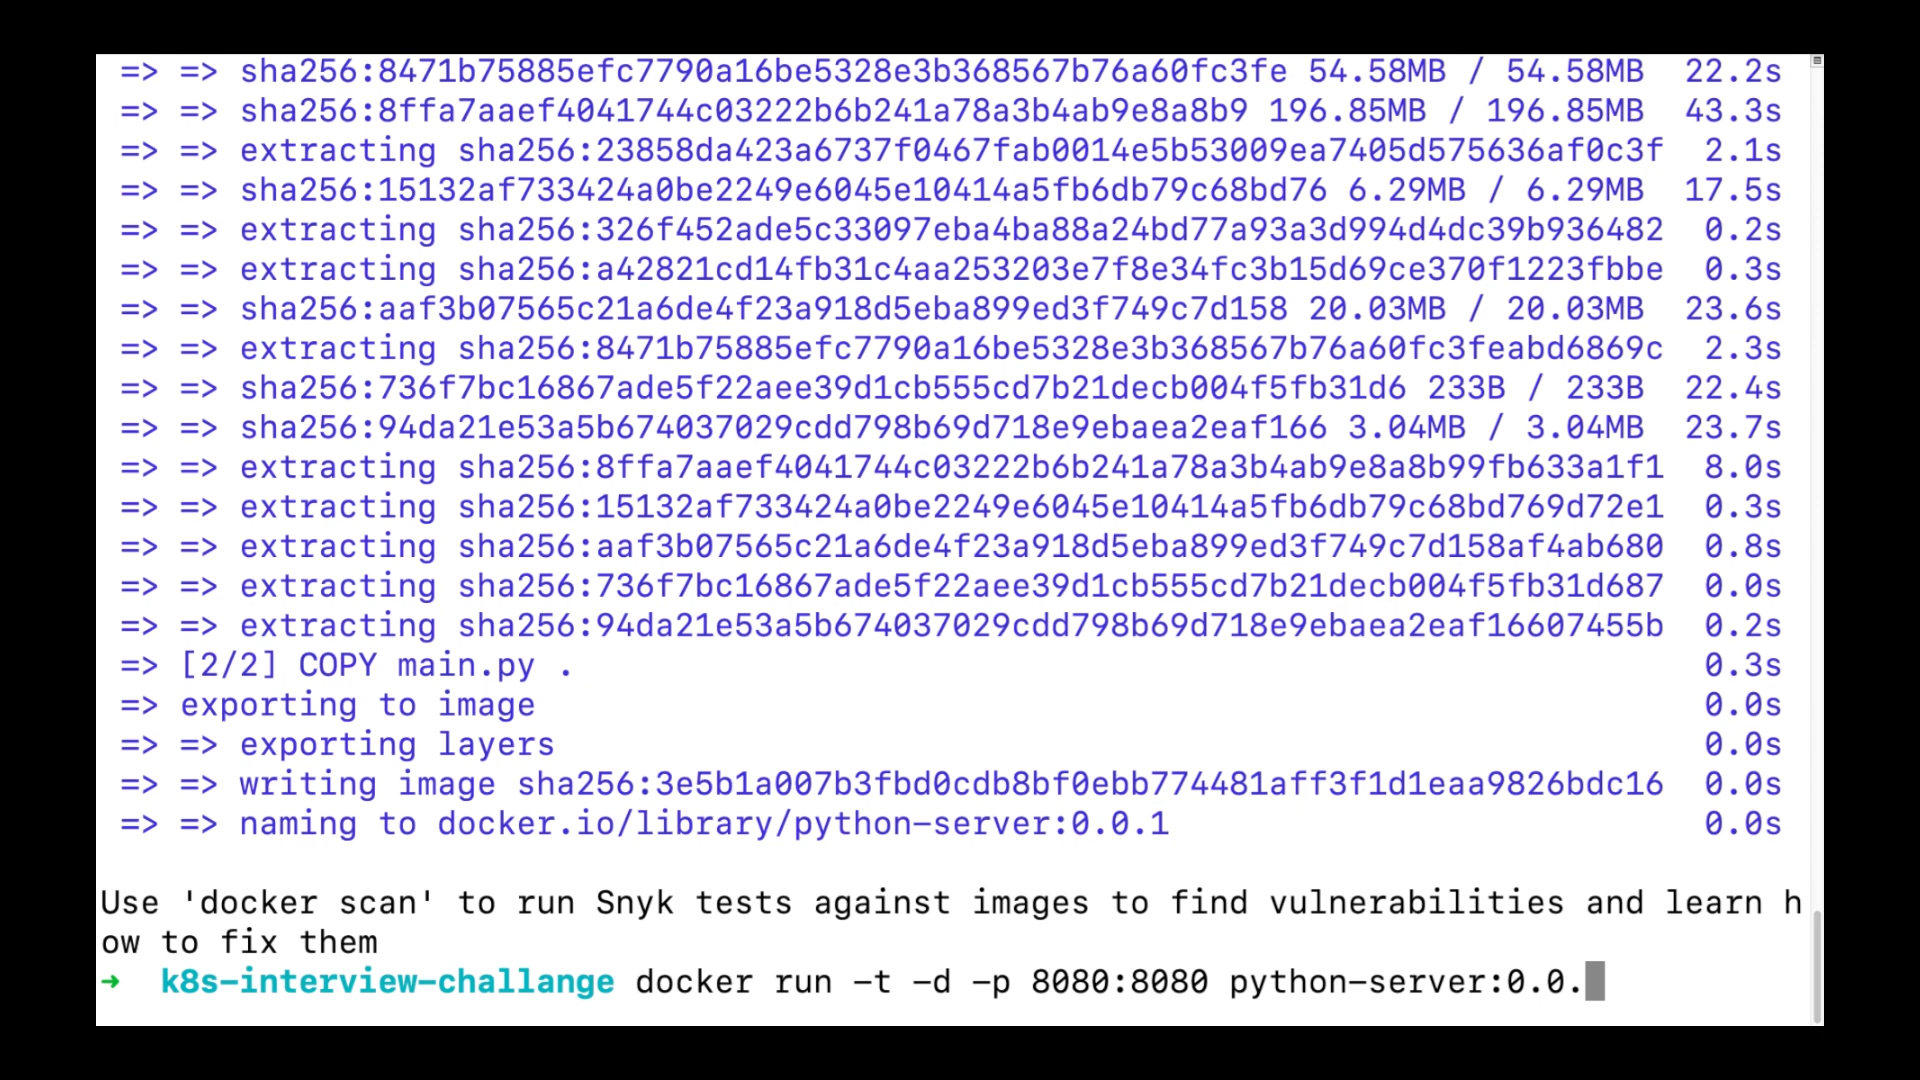 => => sha256:8471b75885efc7790a16be5328e3b368567b76a60fc3fe 54.58MB / 54.58MB 22.2s
=> => sha256:8ffa7aaef4041744c03222b6b241a78a3b4ab9e8a8b9 196.85MB / 196.85MB 43.3s
=> => extracting sha256:23858da423a6737f0467fab0014e5b53009ea7405d575636af0c3f 2.1s
=> => sha256:15132af733424a0be2249e6045e10414a5fb6db79c68bd76 6.29MB / 6.29MB 17.5s
=> => extracting sha256:326f452ade5c33097eba4ba88a24bd77a93a3d994d4dc39b936482 0.2s
=> => extracting sha256:a42821cd14fb31c4aa253203e7f8e34fc3b15d69ce370f1223fbbe 0.3s
=> => sha256:aaf3b07565c21a6de4f23a918d5eba899ed3f749c7d158 20.03MB / 20.03MB 23.6s
=> => extracting sha256:8471b75885efc7790a16be5328e3b368567b76a60fc3feabd6869c 2.3s
=> => sha256:736f7bc16867ade5f22aee39d1cb555cd7b21decb004f5fb31d6 233B / 233B 22.4s
=> => sha256:94da21e53a5b674037029cdd798b69d718e9ebaea2eaf166 3.04MB / 3.04MB 23.7s
=> => extracting sha256:8ffa7aaef4041744c03222b6b241a78a3b4ab9e8a8b99fb633a1f1 8.0s
=> => extracting sha256:15132af733424a0be2249e6045e10414a5fb6db79c68bd769d72e1 0.3s
=> => extracting sha256:aaf3b07565c21a6de4f23a918d5eba899ed3f749c7d158af4ab680 0.8s
=> => extracting sha256:736f7bc16867ade5f22aee39d1cb555cd7b21decb004f5fb31d687 0.0s
=> => extracting sha256:94da21e53a5b674037029cdd798b69d718e9ebaea2eaf16607455b 0.2s
=> [2/2] COPY main.py . 0.3s
=> exporting to image 0.0s
=> => exporting layers 0.0s
=> => writing image sha256:3e5b1a007b3fbd0cdb8bf0ebb774481aff3f1d1eaa9826bdc16 0.0s
=> => naming to docker.io/library/python-server:0.0.1 0.0s
Use 'docker scan' to run Snyk tests against images to find vulnerabilities and learn h
ow to fix them
➜ k8s-interview-challange docker run -t -d -p 8080:8080 python-server:0.0.